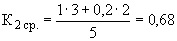 К₂ ср. = (1·3 + 0,2·2) / 5 = 0,68